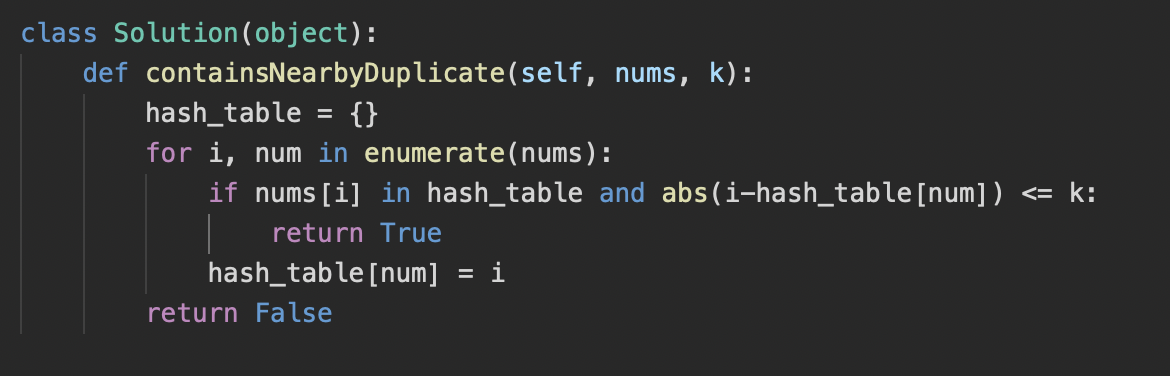 class Solution(object):
    def containsNearbyDuplicate(self, nums, k):
        hash_table = {}
        for i, num in enumerate(nums):
            if nums[i] in hash_table and abs(i-hash_table[num]) <= k:
                return True
            hash_table[num] = i
        return False